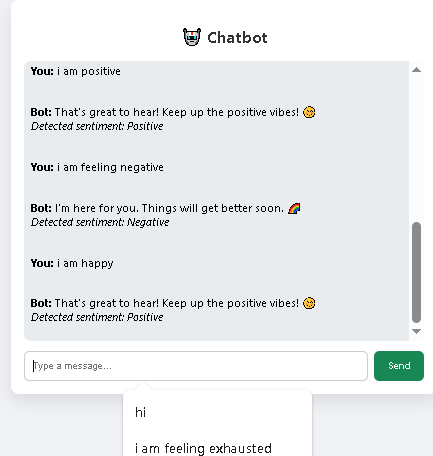 🤖 Chatbot
You: i am positive
Bot: That's great to hear! Keep up the positive vibes! 😊
Detected sentiment: Positive
You: i am feeling negative
Bot: I'm here for you. Things will get better soon. 🌈
Detected sentiment: Negative
You: i am happy
Bot: That's great to hear! Keep up the positive vibes! 😊
Detected sentiment: Positive
Type a message...
Send
hi
i am feeling exhausted